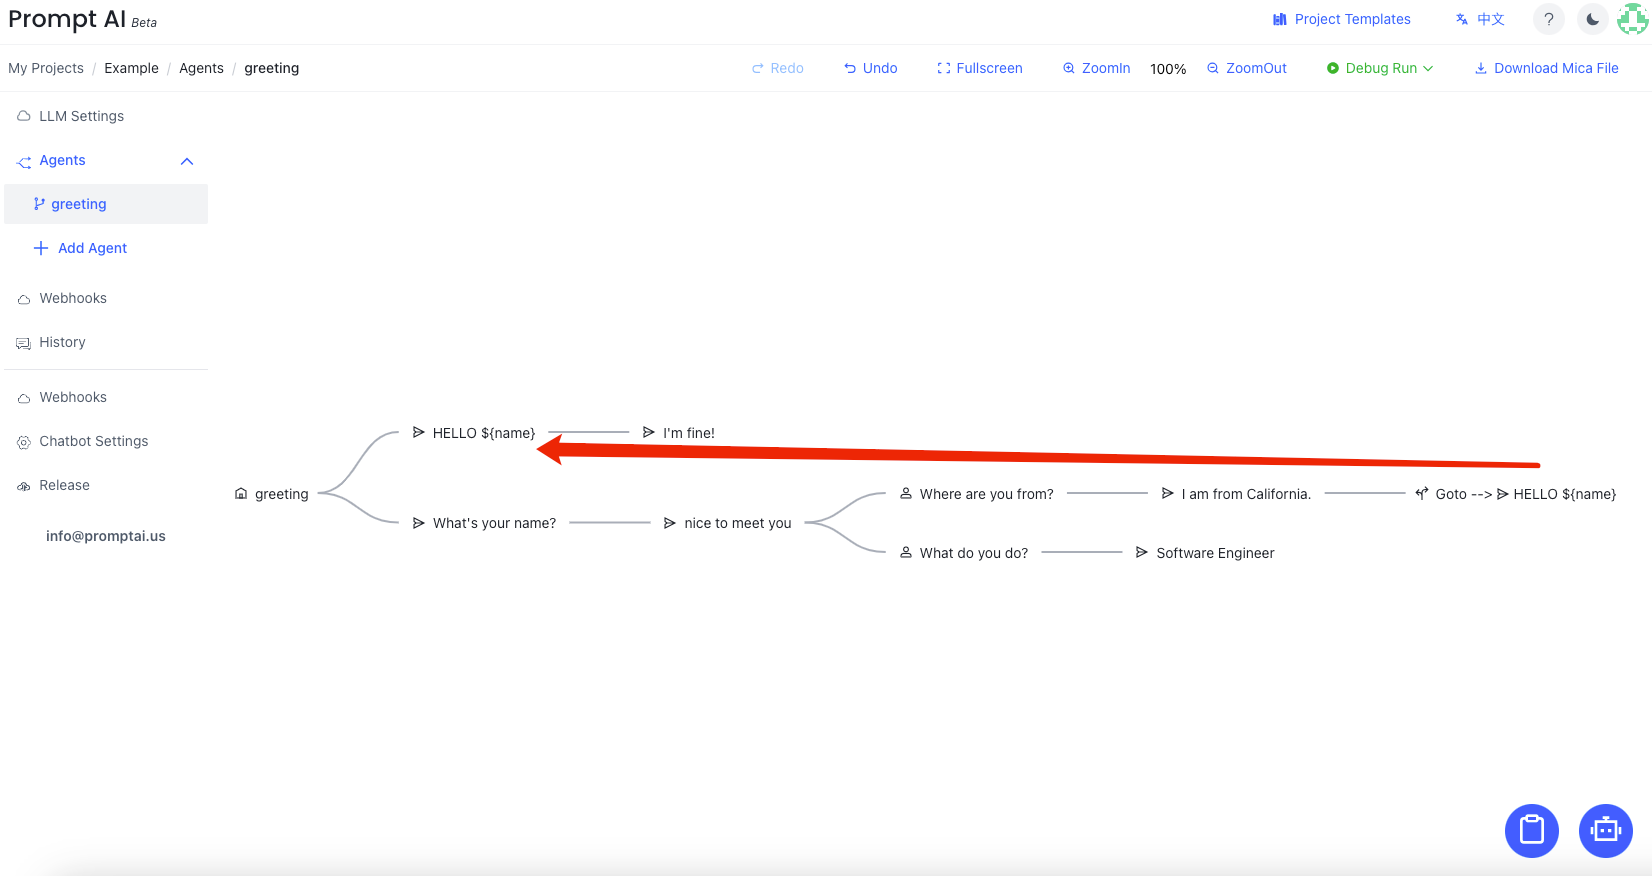 Prompt AI Beta
Project Templates
中文
?
My Projects / Example / Agents / greeting
Redo
Undo
Fullscreen
ZoomIn
100%
ZoomOut
Debug Run
Download Mica File
LLM Settings
Agents
greeting
Add Agent
Webhooks
History
Webhooks
Chatbot Settings
Release
info@promptai.us
HELLO ${name}
I'm fine!
greeting
Where are you from?
I am from California.
Goto --> HELLO ${name}
What's your name?
nice to meet you
What do you do?
Software Engineer